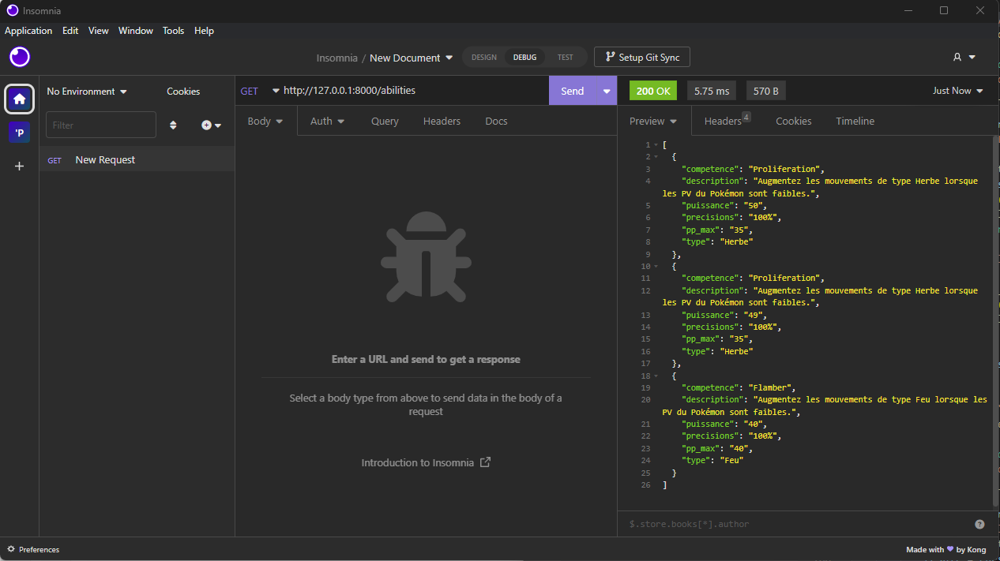 Insomnia
Application Edit View Window Tools Help
Insomnia / New Document DESIGN DEBUG TEST Setup Git Sync
No Environment Cookies
Filter
'P
GET New Request
GET http://127.0.0.1:8000/abilities Send
Body Auth Query Headers Docs
Enter a URL and send to get a response
Select a body type from above to send data in the body of a
request
Introduction to Insomnia
200 OK 5.75 ms 570 B Just Now
Preview Headers 4 Cookies Timeline
1 [
2 {
3 "competence": "Proliferation",
4 "description": "Augmentez les mouvements de type Herbe lorsque
les PV du Pokémon sont faibles.",
5 "puissance": "50",
6 "precisions": "100%",
7 "pp_max": "35",
8 "type": "Herbe"
9 },
10 {
11 "competence": "Proliferation",
12 "description": "Augmentez les mouvements de type Herbe lorsque
les PV du Pokémon sont faibles.",
13 "puissance": "49",
14 "precisions": "100%",
15 "pp_max": "35",
16 "type": "Herbe"
17 },
18 {
19 "competence": "Flamber",
20 "description": "Augmentez les mouvements de type Feu lorsque les
PV du Pokémon sont faibles.",
21 "puissance": "40",
22 "precisions": "100%",
23 "pp_max": "40",
24 "type": "Feu"
25 }
26 ]
$.store.books[*].author ?
Preferences
Made with ♥ by Kong